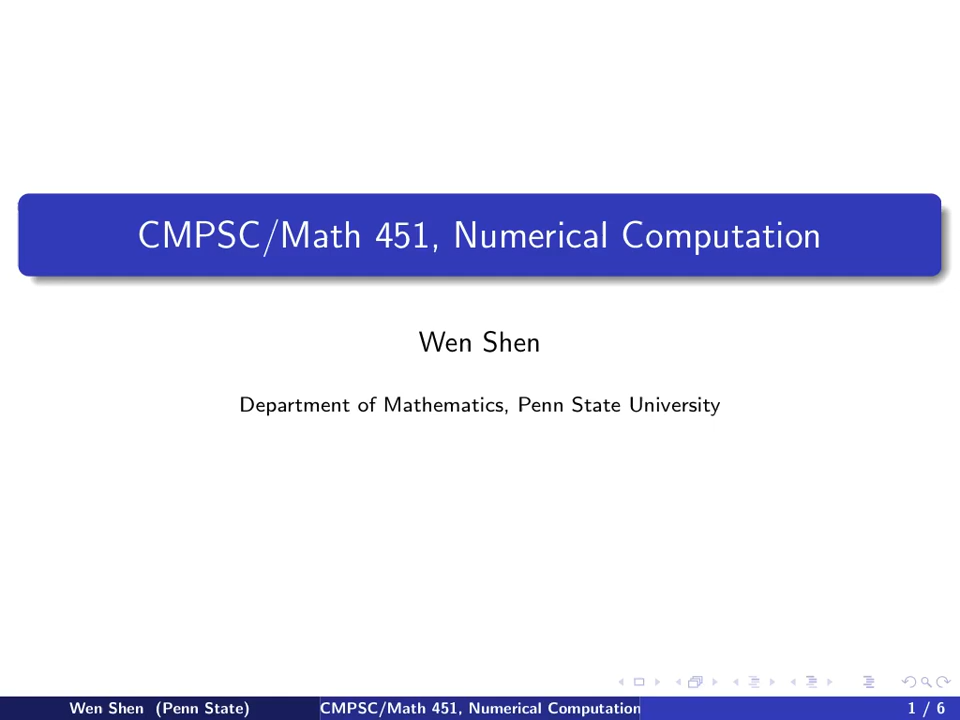 CMPSC/Math 451, Numerical Computation
Wen Shen
Department of Mathematics, Penn State University
Wen Shen (Penn State) CMPSC/Math 451, Numerical Computation 1 / 6